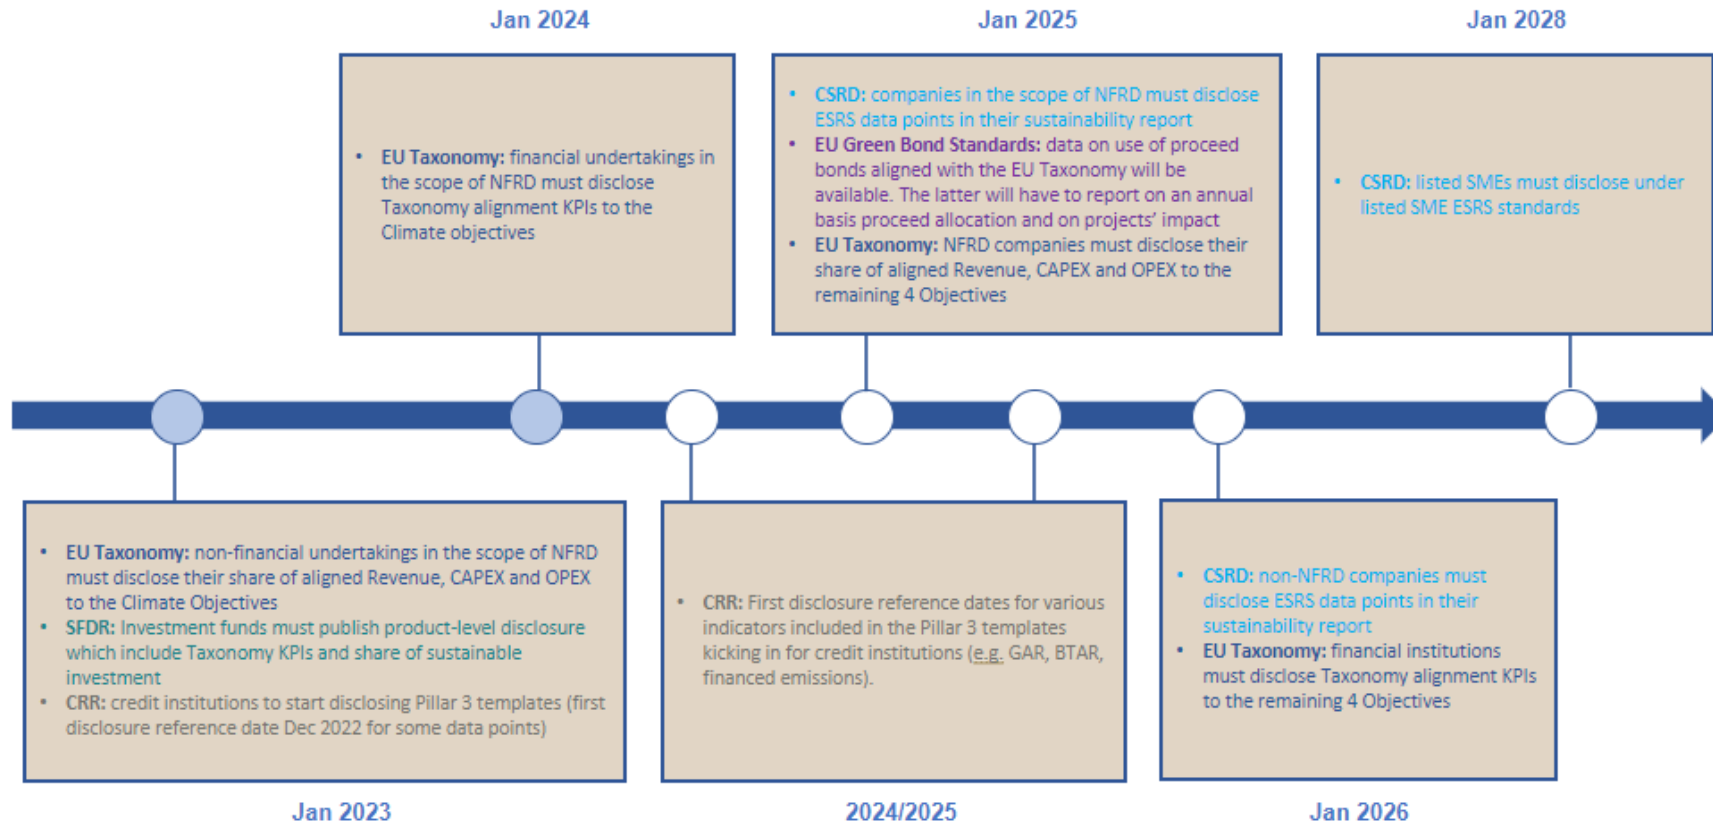 Jan 2024
Jan 2025
Jan 2028
• EU Taxonomy: financial undertakings in
the scope of NFRD must disclose
Taxonomy alignment KPIs to the
Climate objectives
• CSRD: companies in the scope of NFRD must disclose
ESRS data points in their sustainability report
• EU Green Bond Standards: data on use of proceed
bonds aligned with the EU Taxonomy will be
available. The latter will have to report on an annual
basis proceed allocation and on projects’ impact
• EU Taxonomy: NFRD companies must disclose their
share of aligned Revenue, CAPEX and OPEX to the
remaining 4 Objectives
• CSRD: listed SMEs must disclose under
listed SME ESRS standards
• EU Taxonomy: non-financial undertakings in the scope of NFRD
must disclose their share of aligned Revenue, CAPEX and OPEX
to the Climate Objectives
• SFDR: Investment funds must publish product-level disclosure
which include Taxonomy KPIs and share of sustainable
investment
• CRR: credit institutions to start disclosing Pillar 3 templates (first
disclosure reference date Dec 2022 for some data points)
• CRR: First disclosure reference dates for various
indicators included in the Pillar 3 templates
kicking in for credit institutions (e.g. GAR, BTAR,
financed emissions).
• CSRD: non-NFRD companies must
disclose ESRS data points in their
sustainability report
• EU Taxonomy: financial institutions
must disclose Taxonomy alignment KPIs
to the remaining 4 Objectives
Jan 2023
2024/2025
Jan 2026